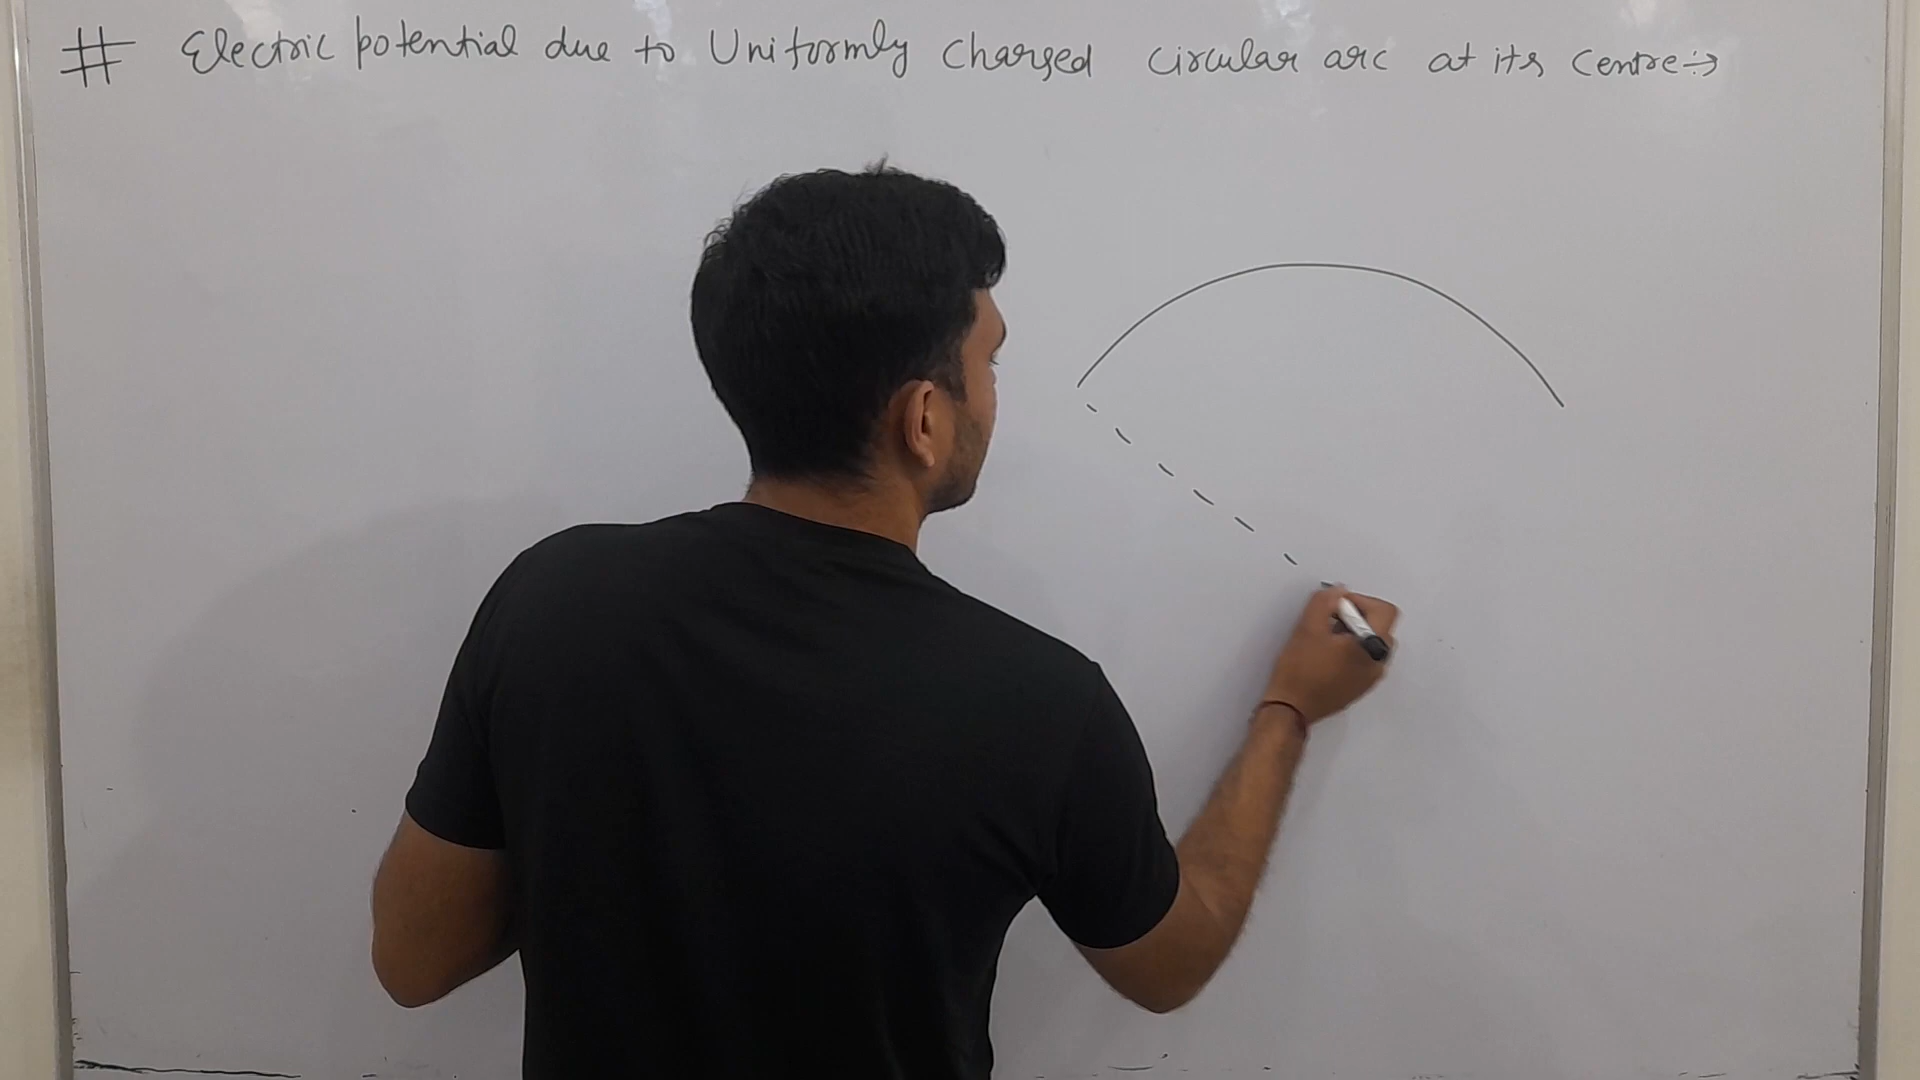 # Electric potential due to Uniformly Charged Circular arc at its Centre :→